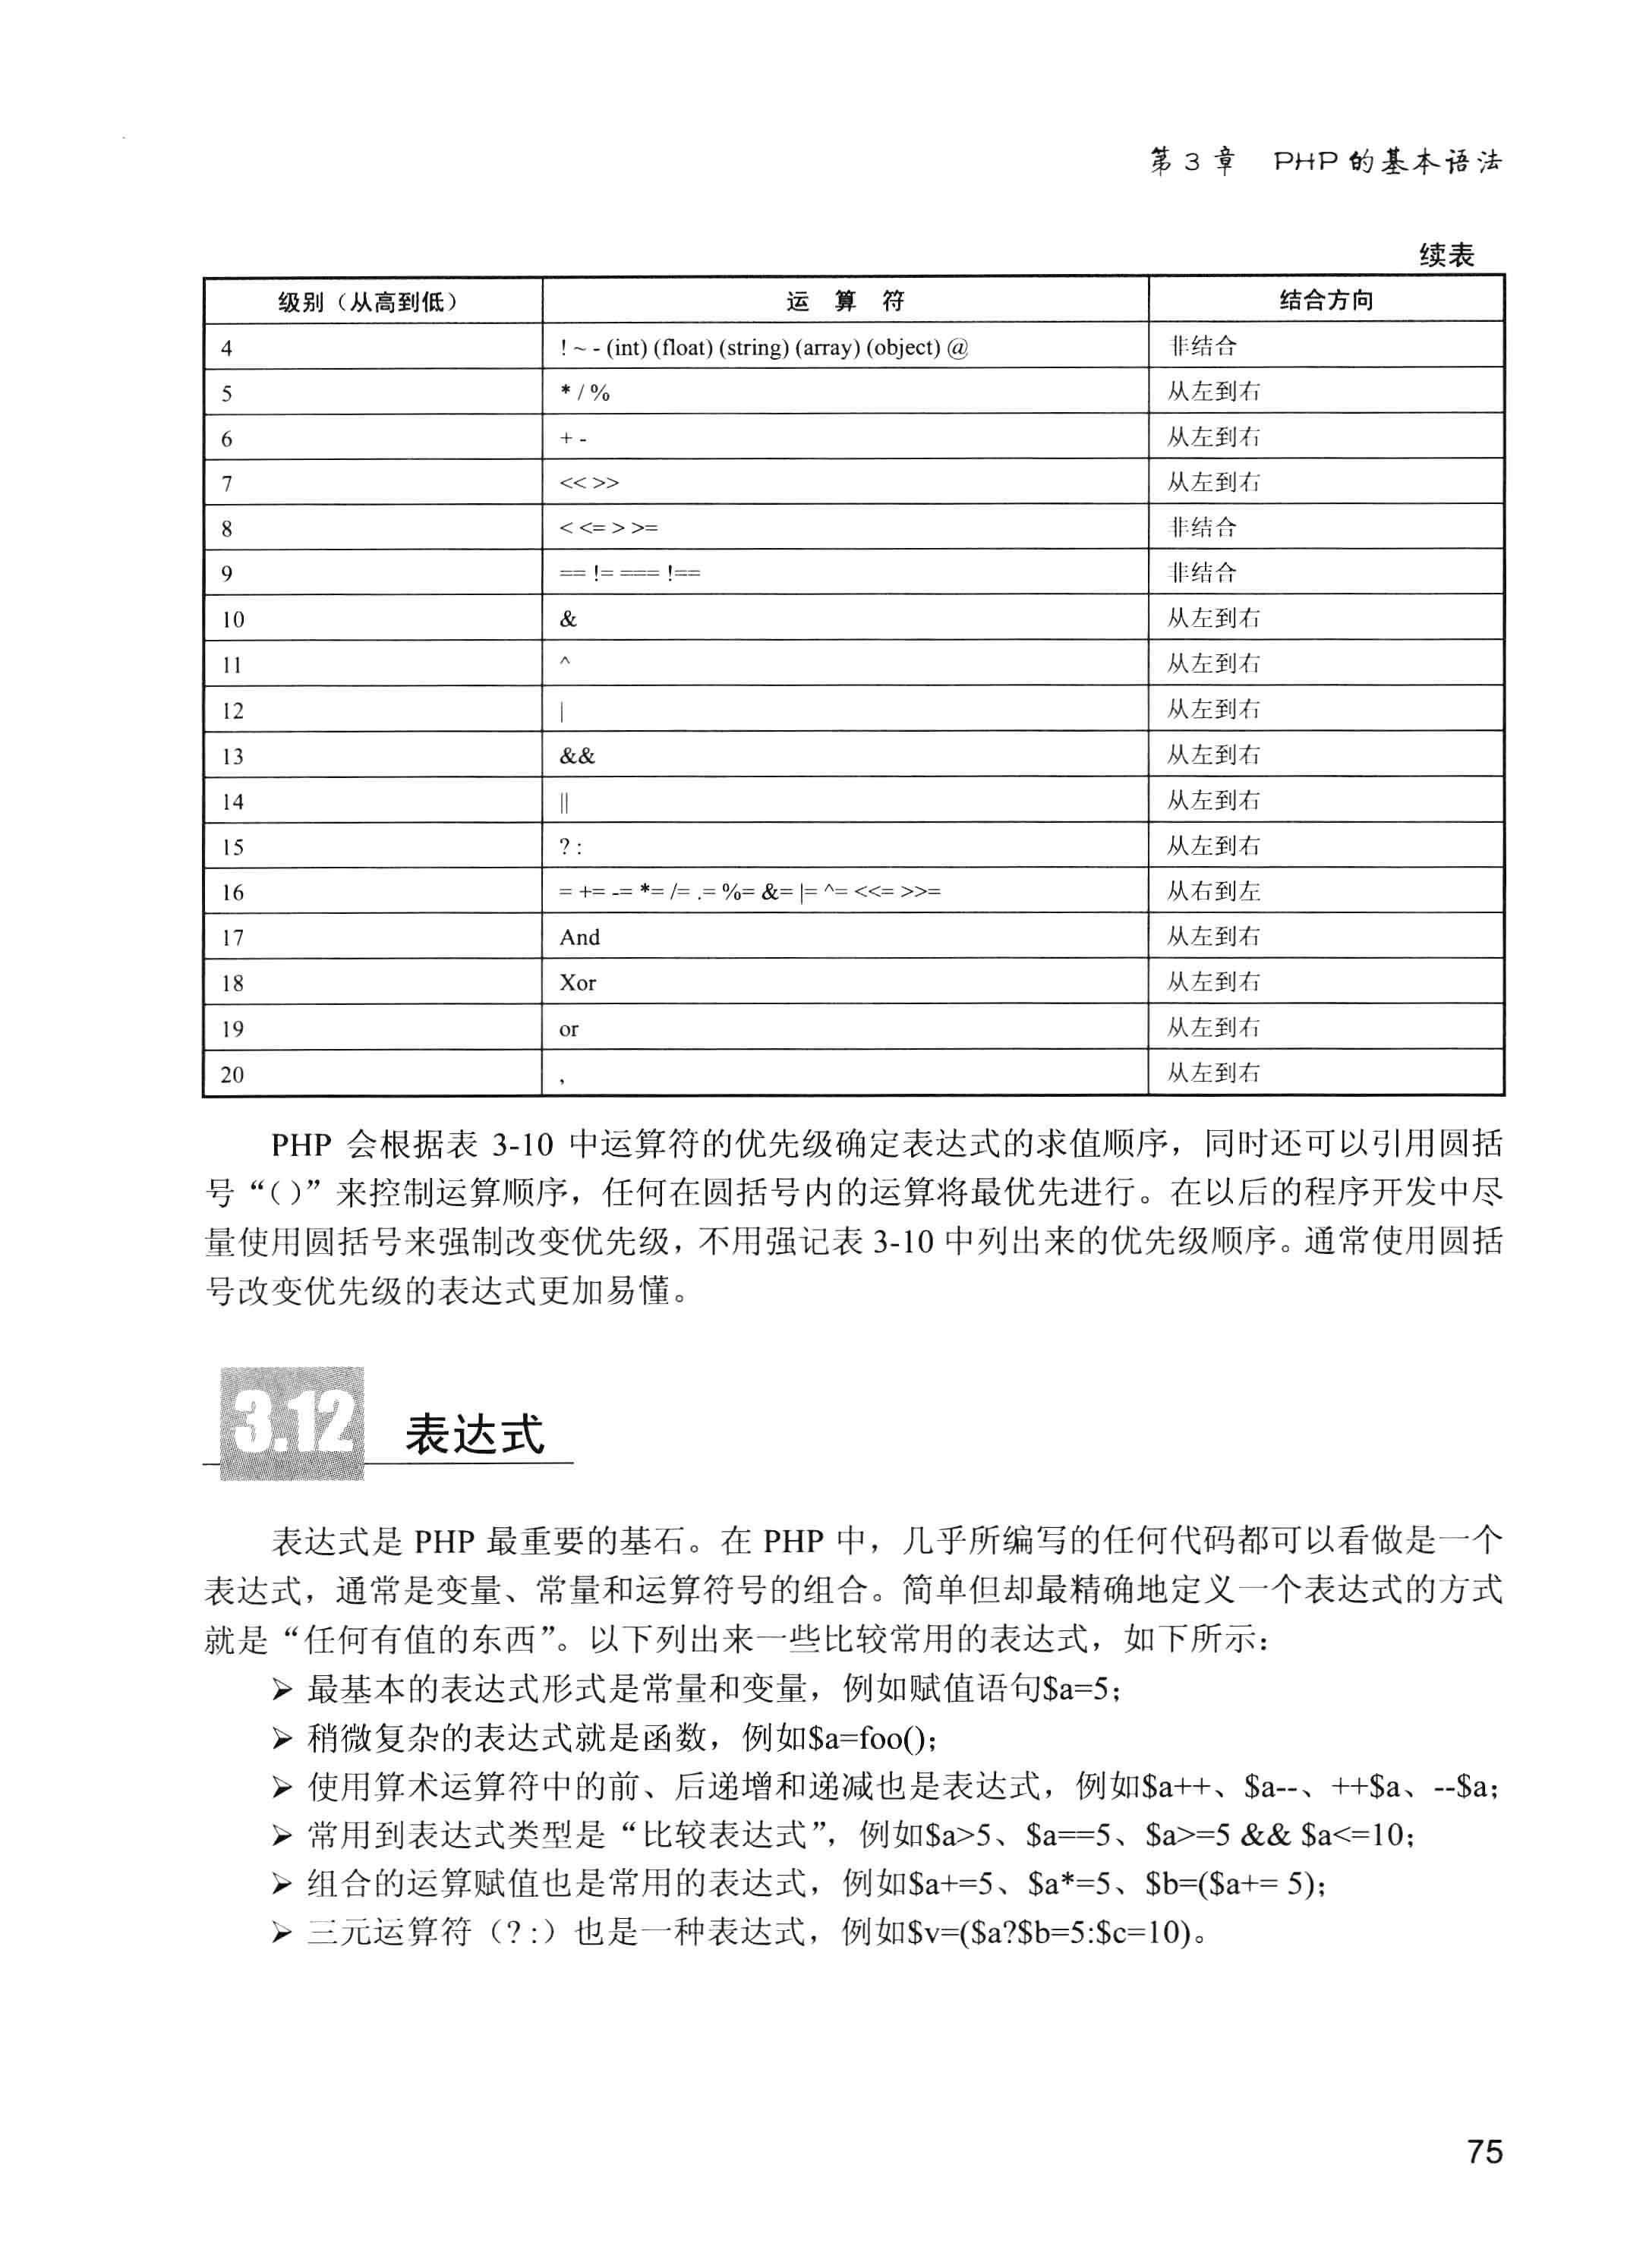 第 3 章 PHP 的基本语法
续表
级别（从高到低） 运 算 符 结合方向
4 ! ~ - (int) (float) (string) (array) (object) @ 非结合
5 * / % 从左到右
6 + - 从左到右
7 << >> 从左到右
8 < <= > >= 非结合
9 == != === !== 非结合
10 & 从左到右
11 ^ 从左到右
12 | 从左到右
13 && 从左到右
14 || 从左到右
15 ? : 从左到右
16 = += -= *= /= .= %= &= |= ^= <<= >>= 从右到左
17 And 从左到右
18 Xor 从左到右
19 or 从左到右
20 , 从左到右
PHP 会根据表 3-10 中运算符的优先级确定表达式的求值顺序，同时还可以引用圆括
号“( )”来控制运算顺序，任何在圆括号内的运算将最优先进行。在以后的程序开发中尽
量使用圆括号来强制改变优先级，不用强记表 3-10 中列出来的优先级顺序。通常使用圆括
号改变优先级的表达式更加易懂。
3.12 表达式
表达式是 PHP 最重要的基石。在 PHP 中，几乎所编写的任何代码都可以看做是一个
表达式，通常是变量、常量和运算符号的组合。简单但却最精确地定义一个表达式的方式
就是“任何有值的东西”。以下列出来一些比较常用的表达式，如下所示：
➢ 最基本的表达式形式是常量和变量，例如赋值语句$a=5；
➢ 稍微复杂的表达式就是函数，例如$a=foo()；
➢ 使用算术运算符中的前、后递增和递减也是表达式，例如$a++、$a--、++$a、--$a；
➢ 常用到表达式类型是“比较表达式”，例如$a>5、$a==5、$a>=5 && $a<=10；
➢ 组合的运算赋值也是常用的表达式，例如$a+=5、$a*=5、$b=($a+= 5)；
➢ 三元运算符（? :）也是一种表达式，例如$v=($a?$b=5:$c=10)。
75